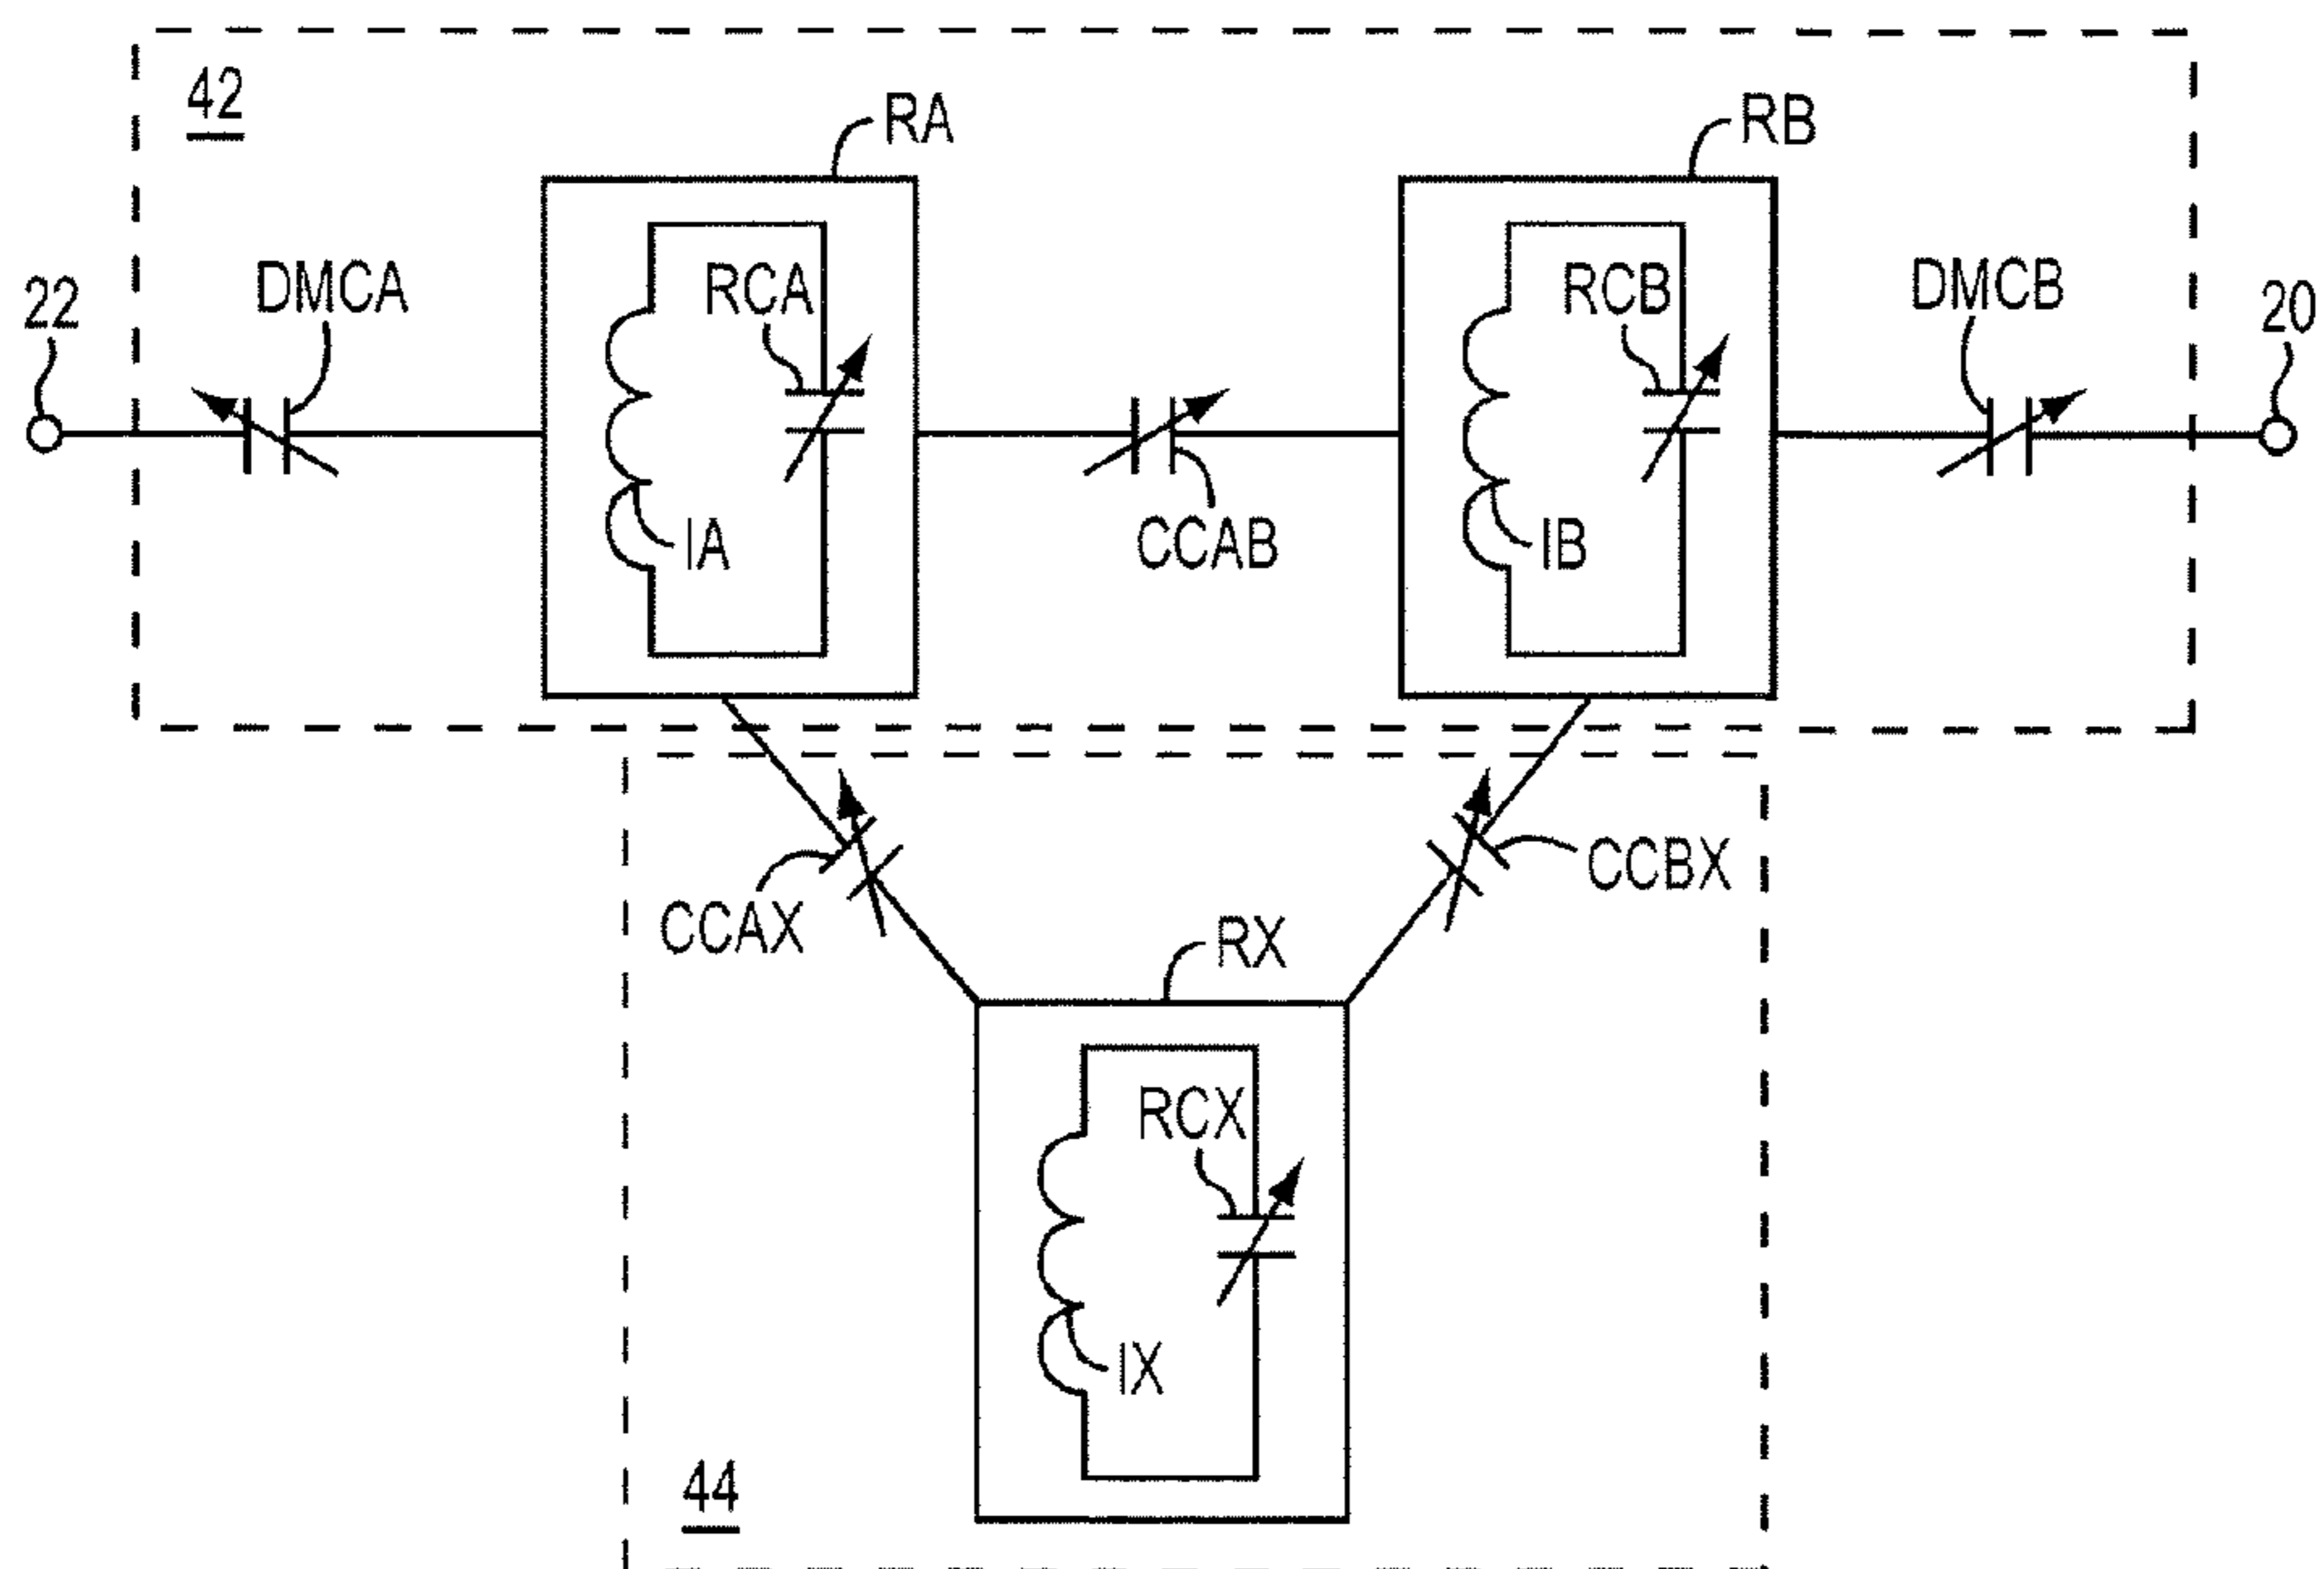 42
RA
RB
22
DMCA
RCA
RCB
DMCB
20
IA
CCAB
IB
CCAX
CCBX
RX
RCX
IX
44